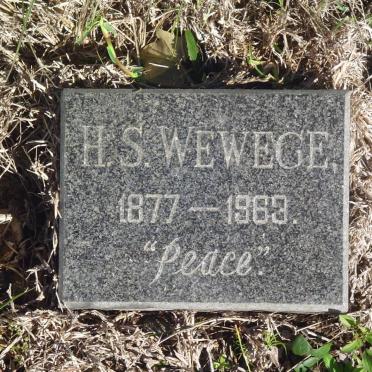 H. S. WEWEGE.
1877 — 1963.
"Peace".